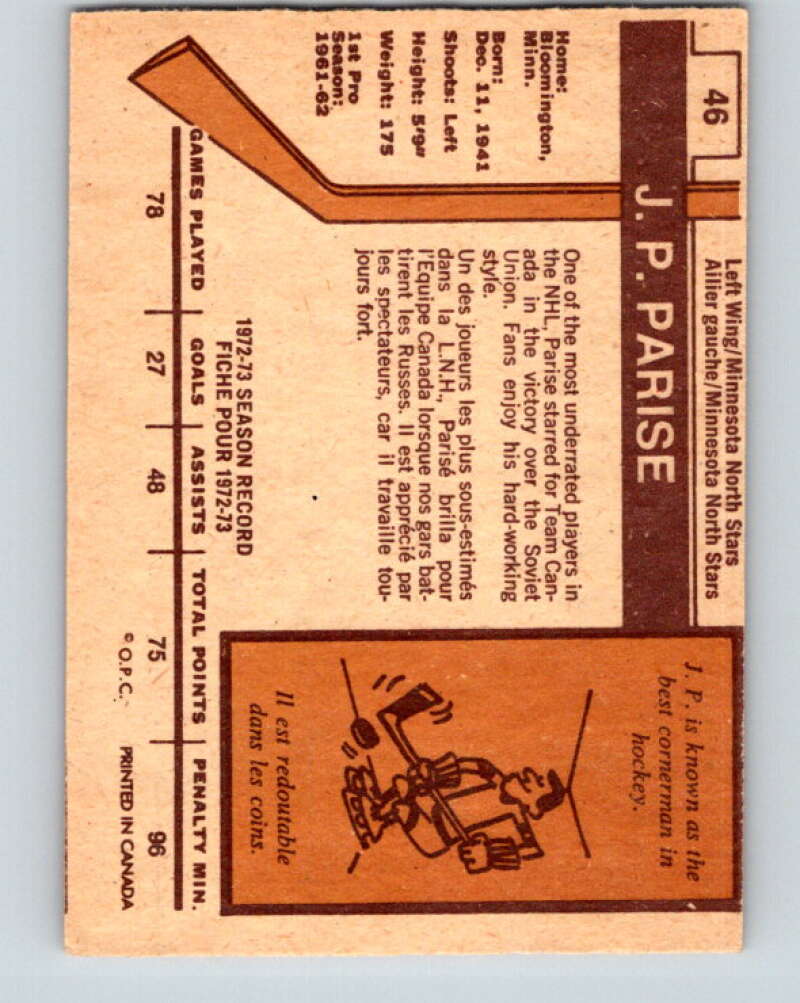 46
Left Wing/Minnesota North Stars
Ailier gauche/Minnesota North Stars
J. P. PARISE
Home:
Bloomington,
Minn.
Born:
Dec. 11, 1941
Shoots: Left
Height: 5'9"
Weight: 175
1st Pro
Season:
1961-62
One of the most underrated players in
the NHL, Parise starred for Team Can-
ada in the victory over the Soviet
Union. Fans enjoy his hard-working
style.
Un des joueurs les plus sous-estimés
dans la L.N.H., Parisé brilla pour
l'Equipe Canada lorsque nos gars bat-
tirent les Russes. Il est apprécié par
les spectateurs, car il travaille tou-
jours fort.
J. P. is known as the
best cornerman in
hockey.
Il est redoutable
dans les coins.
1972-73 SEASON RECORD
FICHE POUR 1972-73
GAMES PLAYED GOALS ASSISTS TOTAL POINTS PENALTY MIN.
78 27 48 75 96
© O.P.C. PRINTED IN CANADA